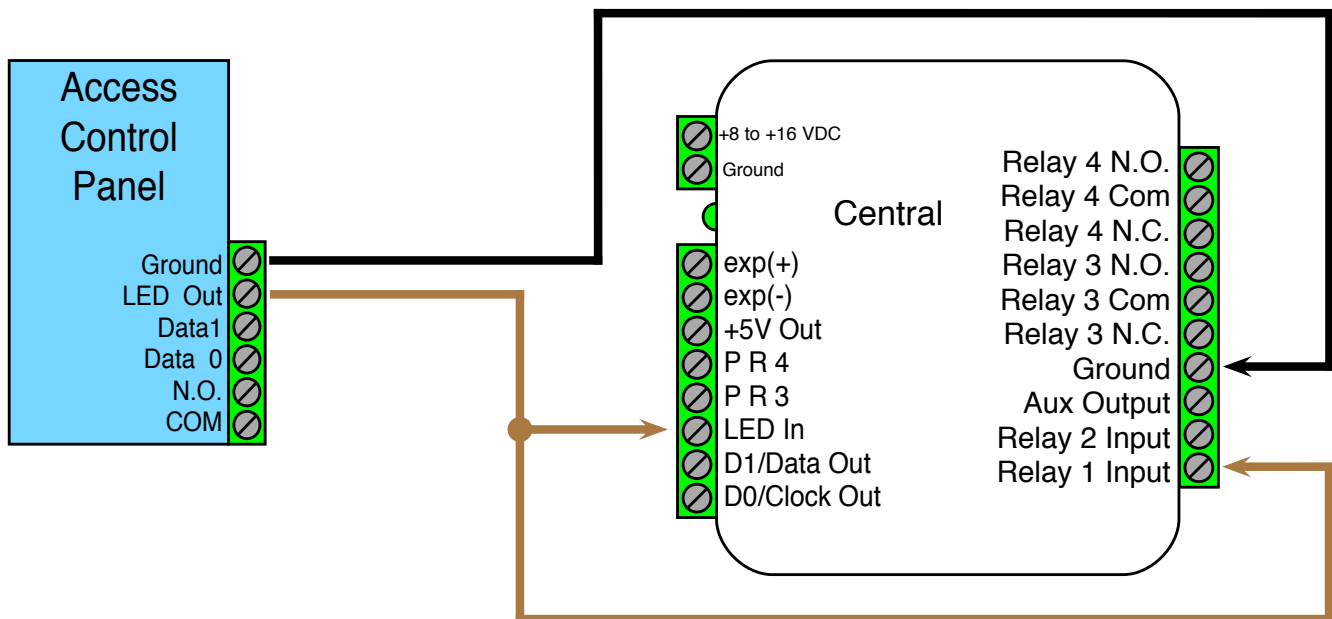 Access
Control
Panel
Ground
LED Out
Data1
Data 0
N.O.
COM
+8 to +16 VDC
Ground
Central
exp(+)
exp(-)
+5V Out
P R 4
P R 3
LED In
D1/Data Out
D0/Clock Out
Relay 4 N.O.
Relay 4 Com
Relay 4 N.C.
Relay 3 N.O.
Relay 3 Com
Relay 3 N.C.
Ground
Aux Output
Relay 2 Input
Relay 1 Input